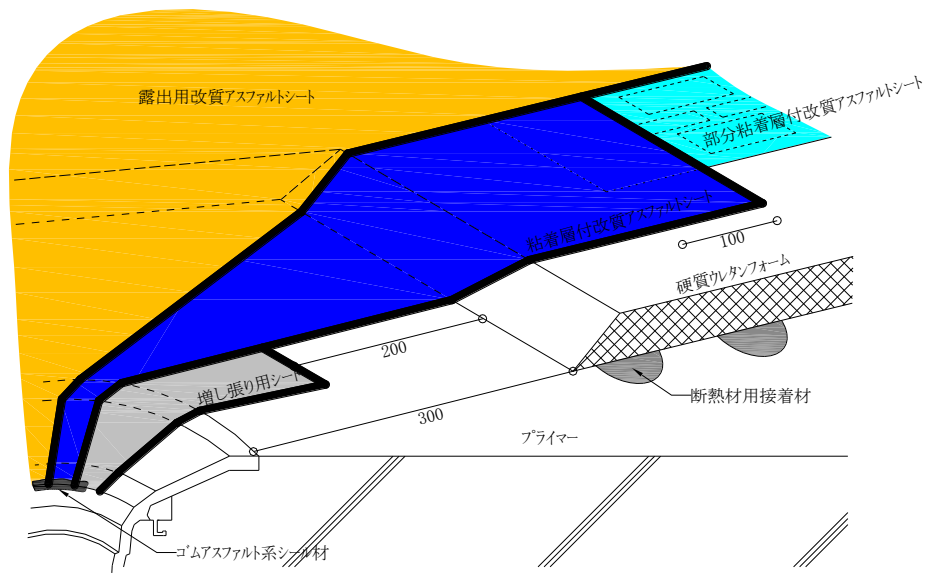 露出用改質アスファルトシート
部分粘着層付改質アスファルトシート
粘着層付改質アスファルトシート
100
硬質ウレタンフォーム
200
増し張り用シート
断熱材用接着材
300
プライマー
ゴムアスファルト系シール材